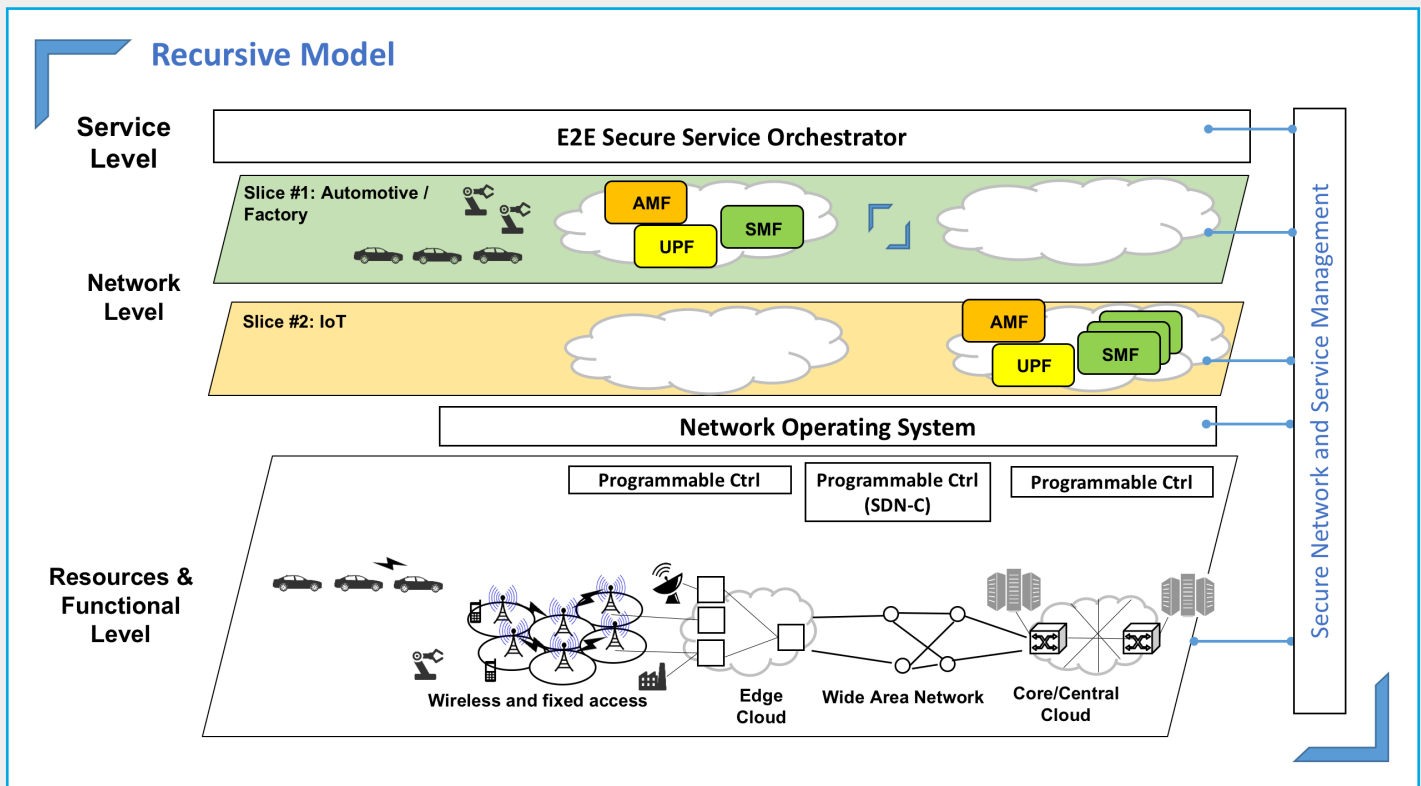 Recursive Model
Service
Level
E2E Secure Service Orchestrator
Slice #1: Automotive /
Factory
AMF
UPF
SMF
Network
Level
Slice #2: IoT
AMF
UPF
SMF
Network Operating System
Programmable Ctrl
Programmable Ctrl
(SDN-C)
Programmable Ctrl
Resources &
Functional
Level
Wireless and fixed access
Edge
Cloud
Wide Area Network
Core/Central
Cloud
Secure Network and Service Management